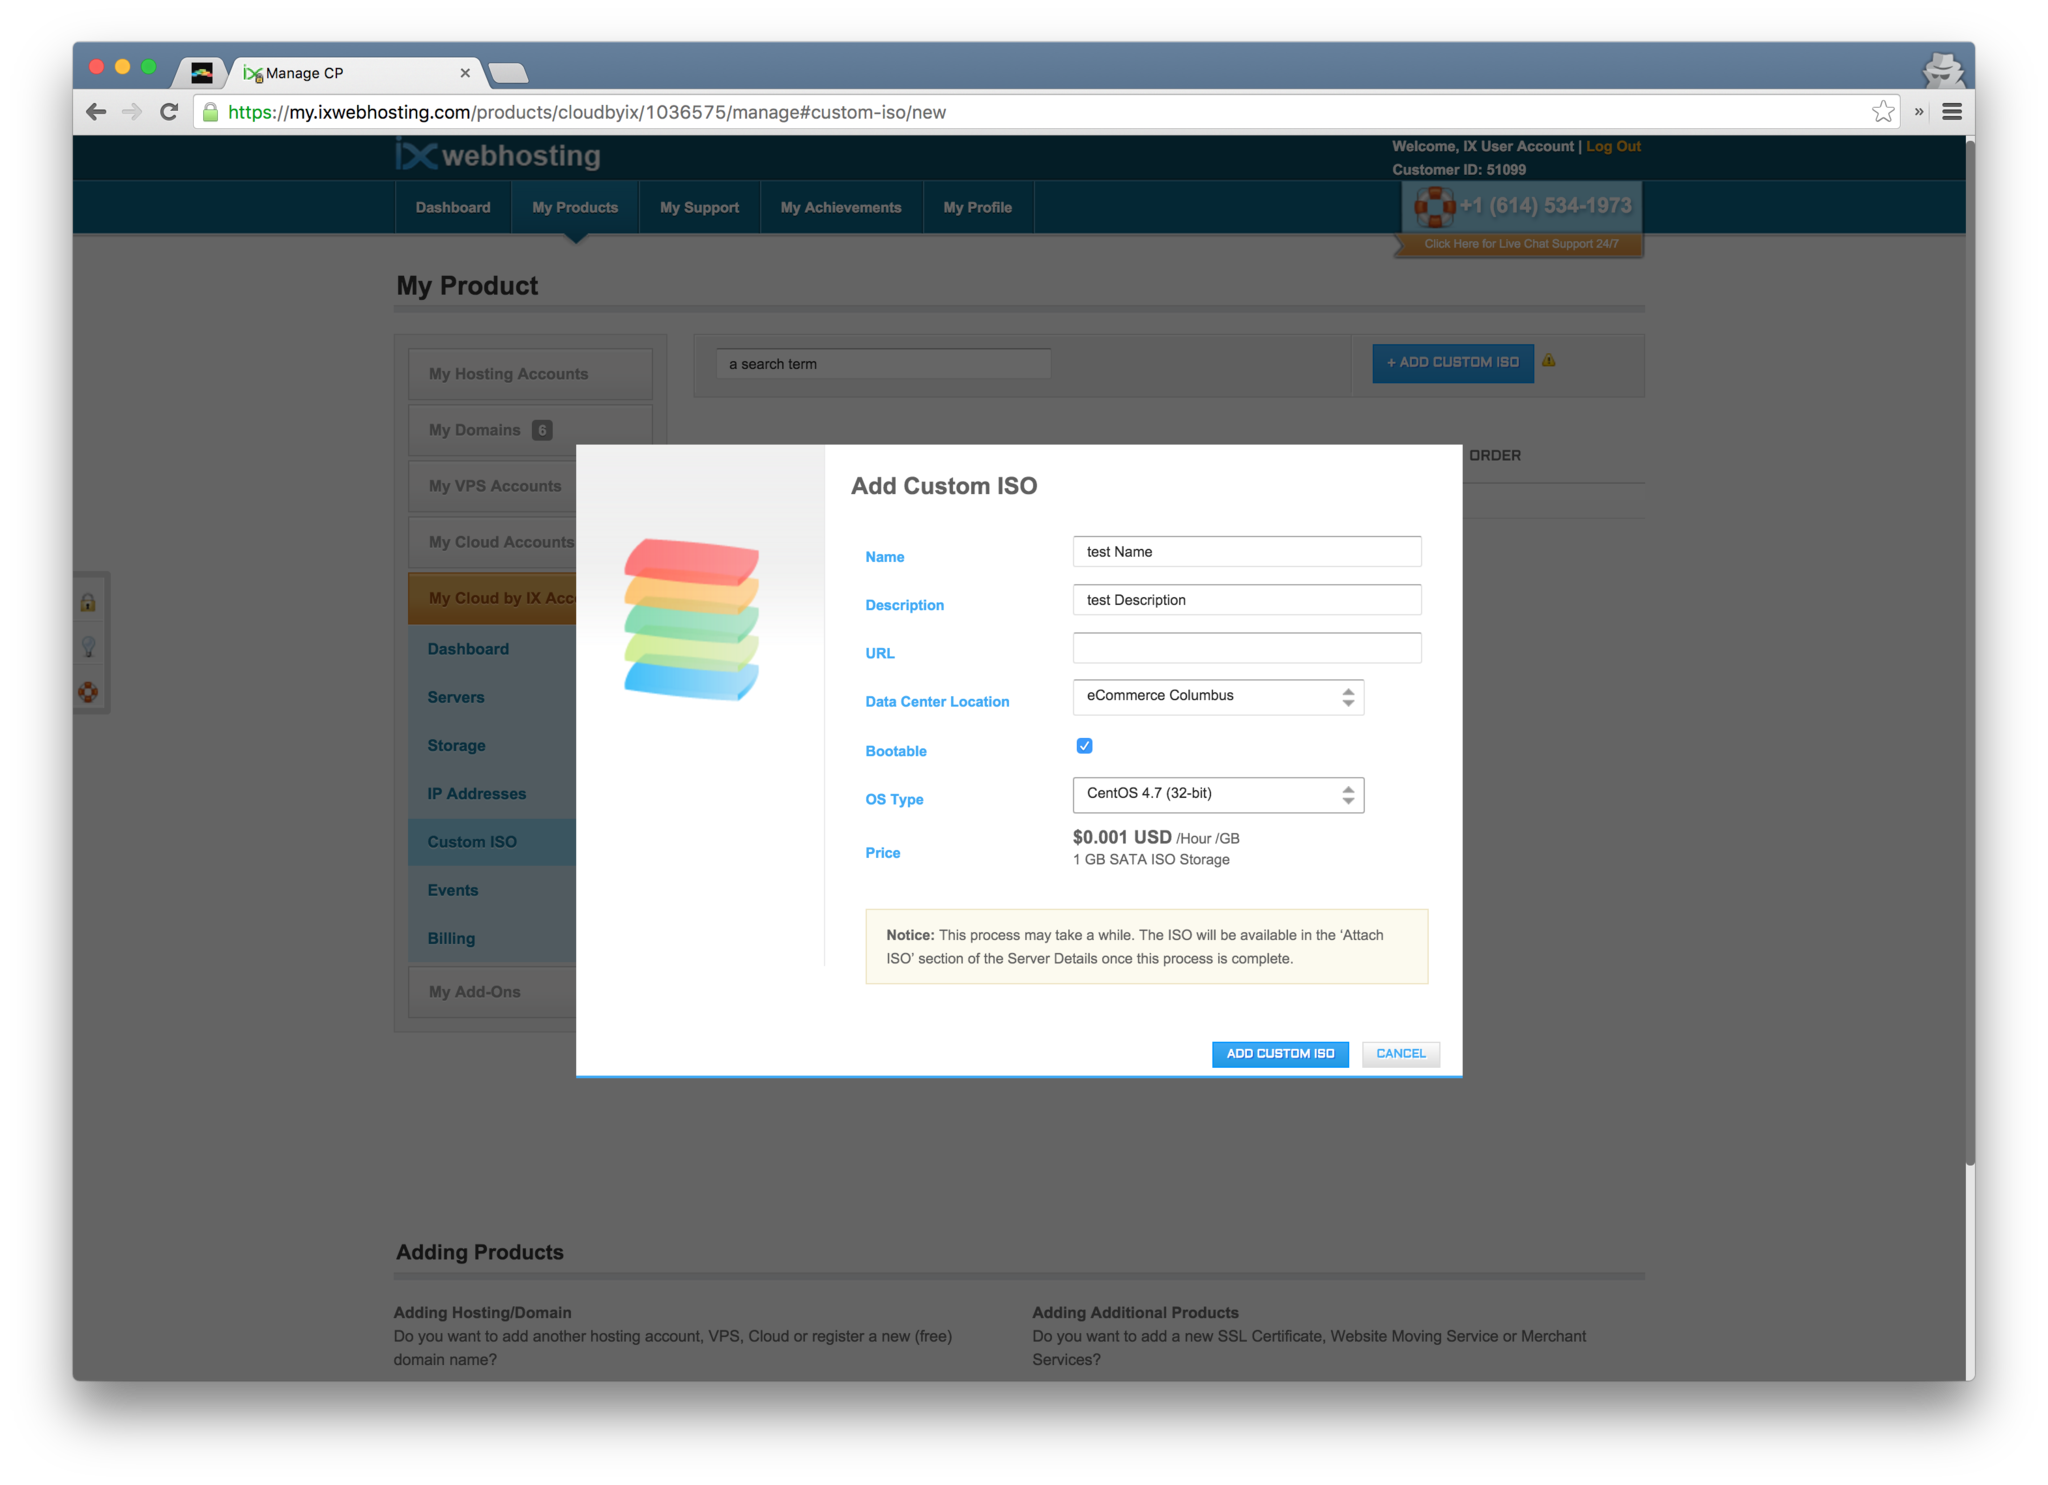 Manage CP
https://my.ixwebhosting.com/products/cloudbyix/1036575/manage#custom-iso/new
ix webhosting
Welcome, IX User Account | Log Out
Customer ID: 51099
Dashboard
My Products
My Support
My Achievements
My Profile
+1 (614) 534-1973
Click Here for Live Chat Support 24/7
My Product
My Hosting Accounts
My Domains 6
My VPS Accounts
My Cloud Accounts
My Cloud by IX Acc
Dashboard
Servers
Storage
IP Addresses
Custom ISO
Events
Billing
My Add-Ons
a search term
+ ADD CUSTOM ISO
ORDER
Add Custom ISO
Name
test Name
Description
test Description
URL
Data Center Location
eCommerce Columbus
Bootable
OS Type
CentOS 4.7 (32-bit)
Price
$0.001 USD /Hour /GB
1 GB SATA ISO Storage
Notice: This process may take a while. The ISO will be available in the ‘Attach
ISO’ section of the Server Details once this process is complete.
ADD CUSTOM ISO
CANCEL
Adding Products
Adding Hosting/Domain
Do you want to add another hosting account, VPS, Cloud or register a new (free)
domain name?
Adding Additional Products
Do you want to add a new SSL Certificate, Website Moving Service or Merchant
Services?